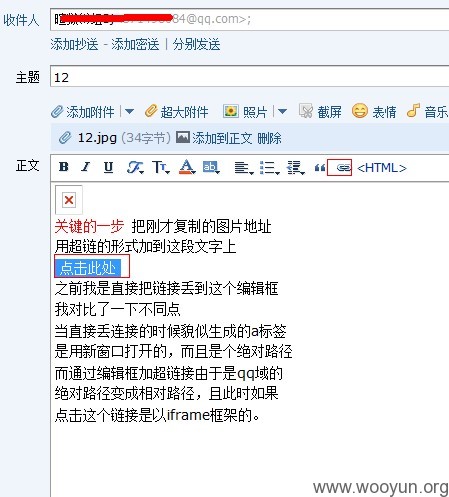 收件人 84@qq.com>;
添加抄送 - 添加密送 | 分别发送
主题 12
添加附件 | 超大附件 照片 | 截屏 表情 音乐
12.jpg (34字节) 添加到正文 删除
正文 B I U <HTML>
关键的一步 把刚才复制的图片地址
用超链的形式加到这段文字上
点击此处
之前我是直接把链接丢到这个编辑框
我对比了一下不同点
当直接丢连接的时候貌似生成的a标签
是用新窗口打开的，而且是个绝对路径
而通过编辑框加超链接由于是qq域的
绝对路径变成相对路径，且此时如果
点击这个链接是以iframe框架的。
www.wooyun.org